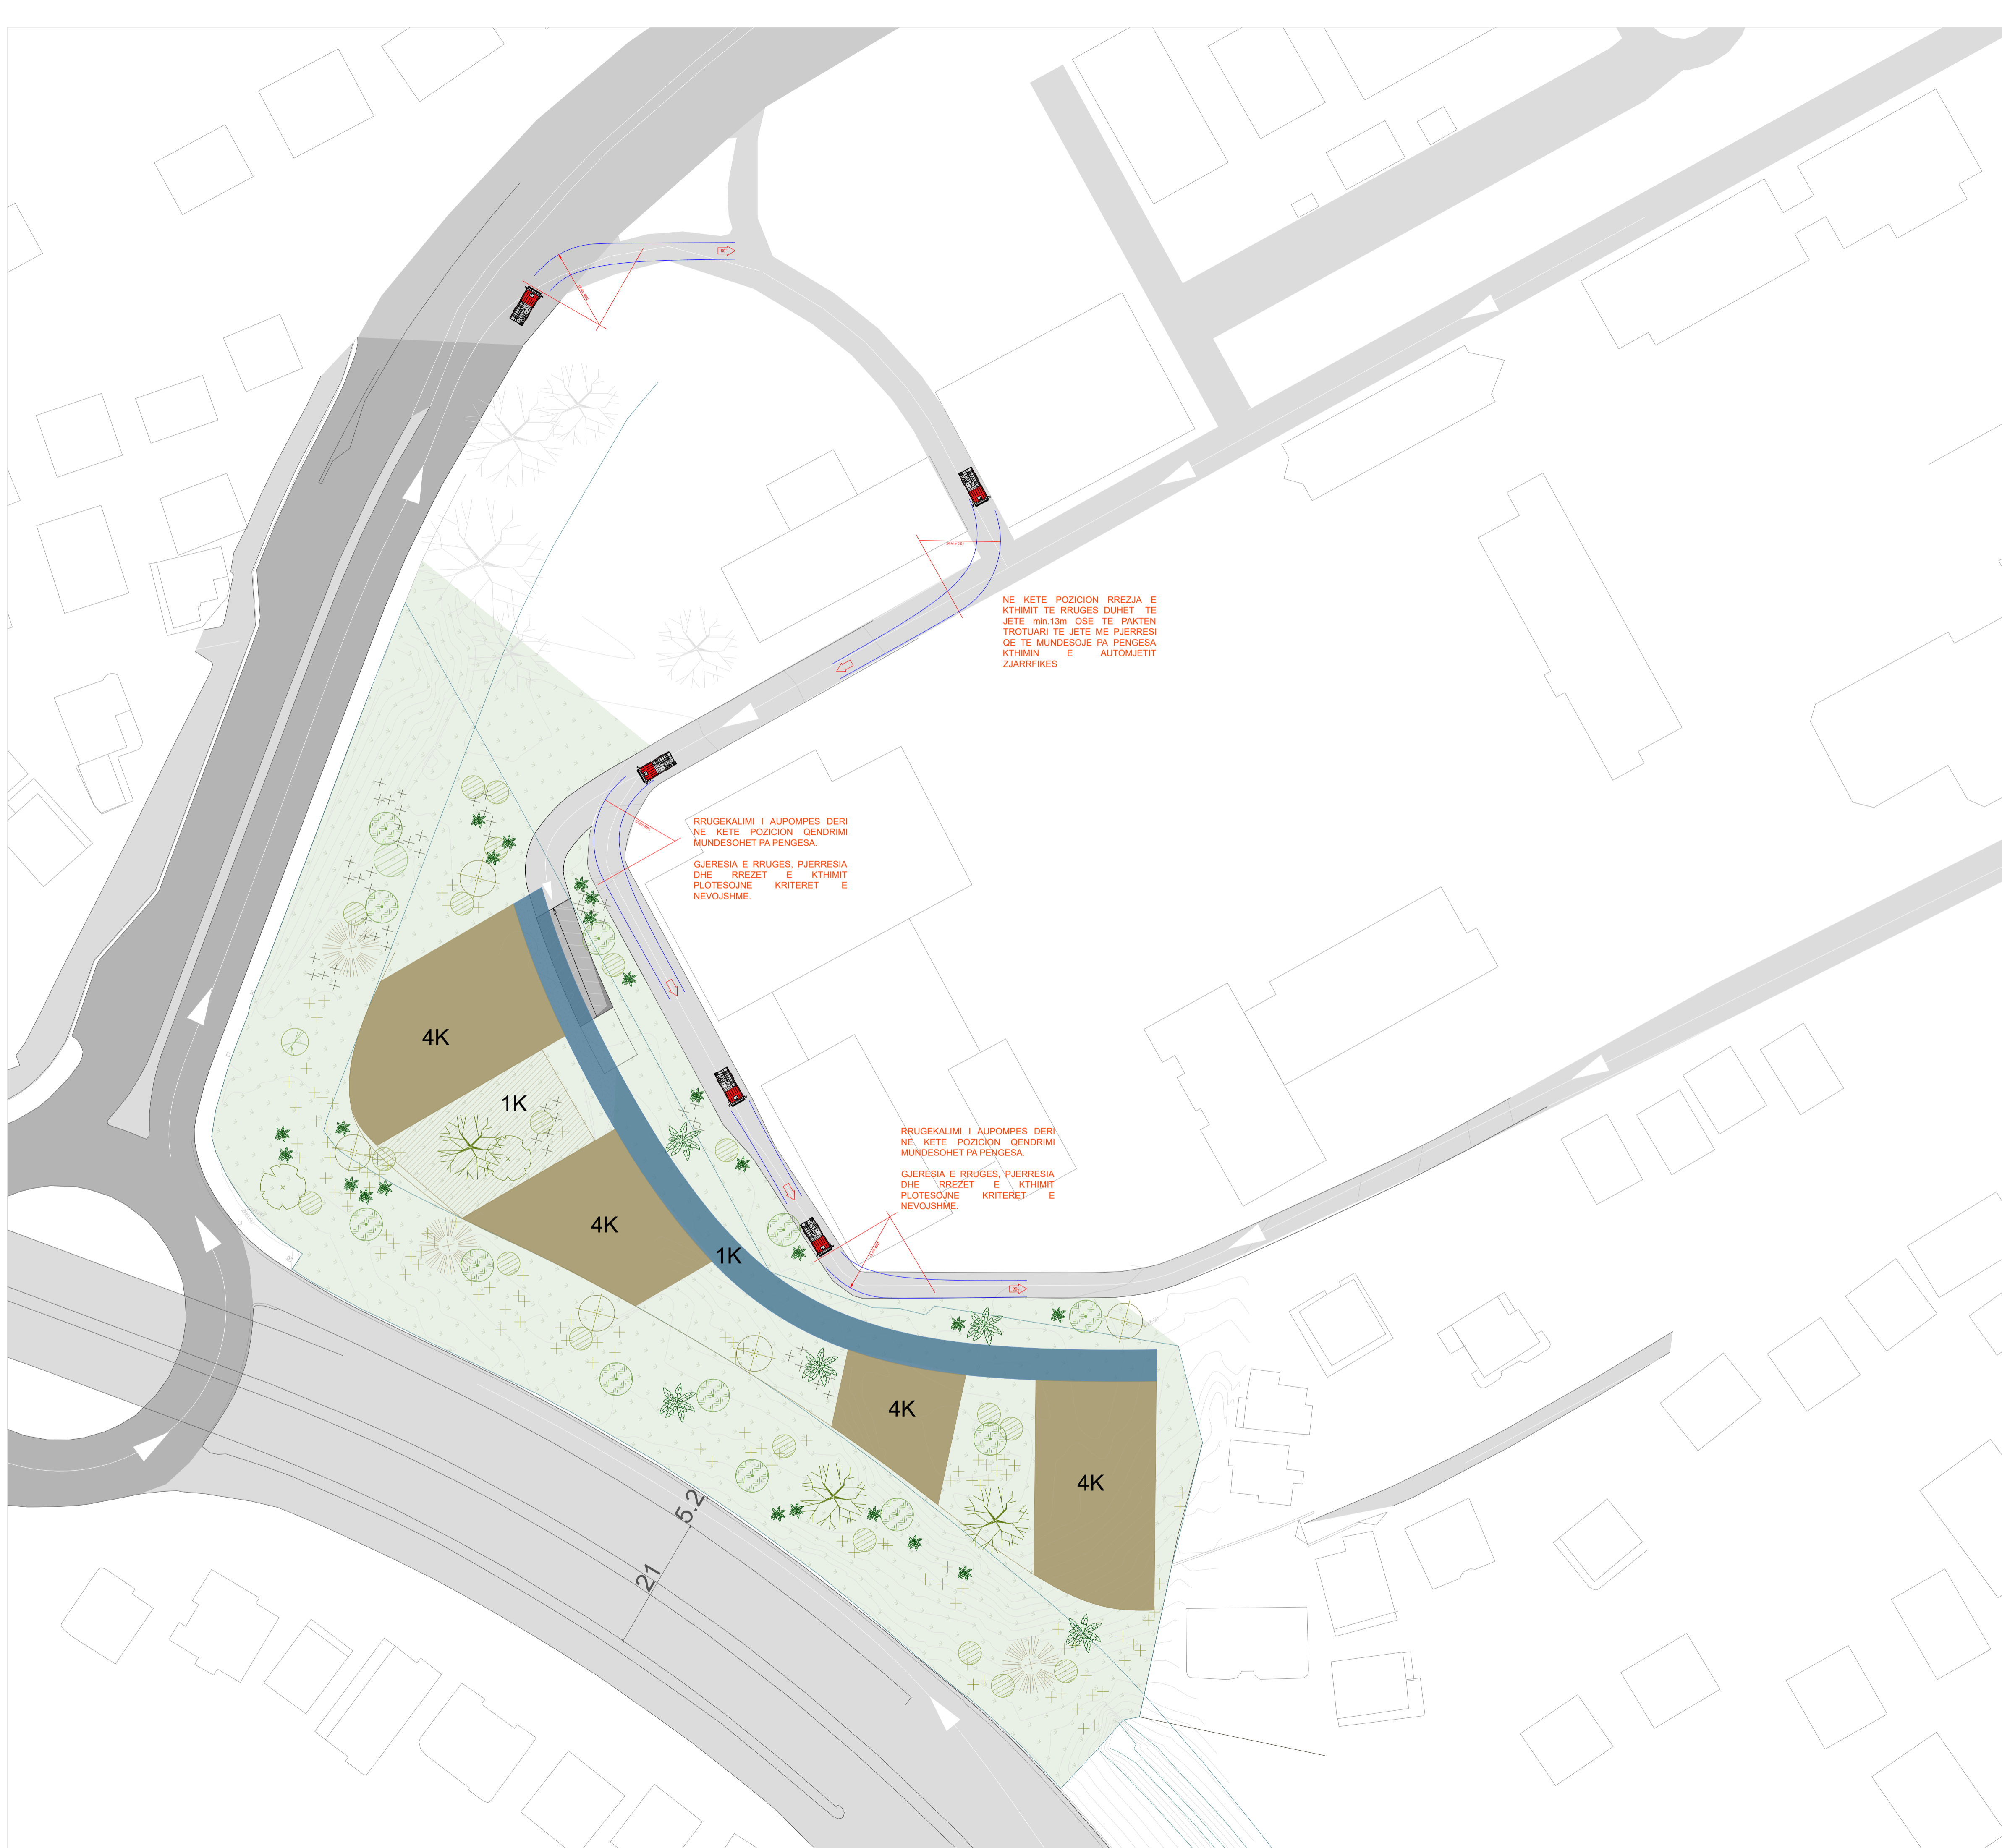 NE KETE POZICION RREZJA E
KTHIMIT TE RRUGES DUHET TE
JETE min.13m OSE TE PAKTEN
TROTUARI TE JETE ME PJERRESI
QE TE MUNDESOJE PA PENGESA
KTHIMIN E AUTOMJETIT
ZJARRFIKES
RRUGEKALIMI I AUPOMPES DERI
NE KETE POZICION QENDRIMI
MUNDESOHET PA PENGESA.
GJERESIA E RRUGES, PJERRESIA
DHE RREZET E KTHIMIT
PLOTESOJNE KRITERET E
NEVOJSHME.
4K
1K
RRUGEKALIMI I AUPOMPES DERI
NE KETE POZICION QENDRIMI
MUNDESOHET PA PENGESA.
GJERESIA E RRUGES, PJERRESIA
DHE RREZET E KTHIMIT
PLOTESOJNE KRITERET E
NEVOJSHME.
4K
1K
4K
4K
5.2
21